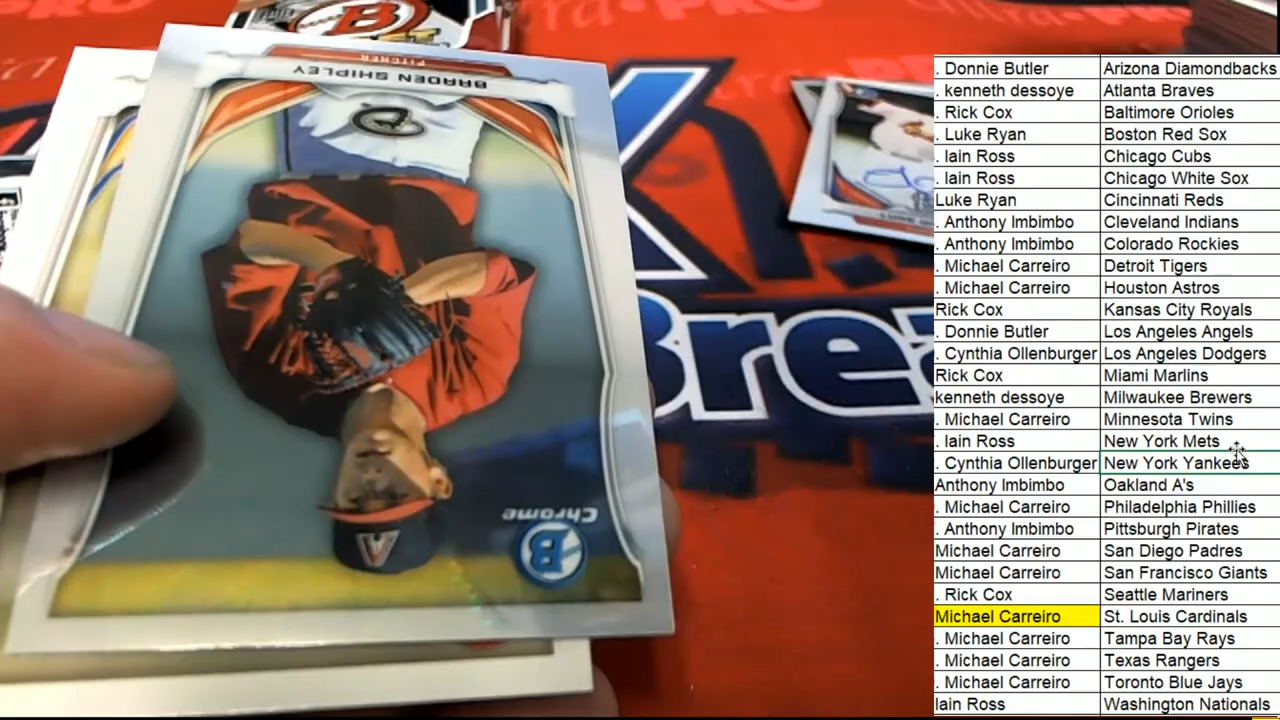 PITCHER
BRADEN SHIPLEY
Chrome
B
Brea
. Donnie Butler Arizona Diamondbacks
. kenneth dessoye Atlanta Braves
. Rick Cox Baltimore Orioles
. Luke Ryan Boston Red Sox
. Iain Ross Chicago Cubs
. Iain Ross Chicago White Sox
Luke Ryan Cincinnati Reds
. Anthony Imbimbo Cleveland Indians
. Anthony Imbimbo Colorado Rockies
. Michael Carreiro Detroit Tigers
. Michael Carreiro Houston Astros
Rick Cox Kansas City Royals
. Donnie Butler Los Angeles Angels
. Cynthia Ollenburger Los Angeles Dodgers
Rick Cox Miami Marlins
kenneth dessoye Milwaukee Brewers
. Michael Carreiro Minnesota Twins
. Iain Ross New York Mets
. Cynthia Ollenburger New York Yankees
Anthony Imbimbo Oakland A's
. Michael Carreiro Philadelphia Phillies
. Anthony Imbimbo Pittsburgh Pirates
Michael Carreiro San Diego Padres
Michael Carreiro San Francisco Giants
. Rick Cox Seattle Mariners
Michael Carreiro St. Louis Cardinals
. Michael Carreiro Tampa Bay Rays
. Michael Carreiro Texas Rangers
. Michael Carreiro Toronto Blue Jays
Iain Ross Washington Nationals